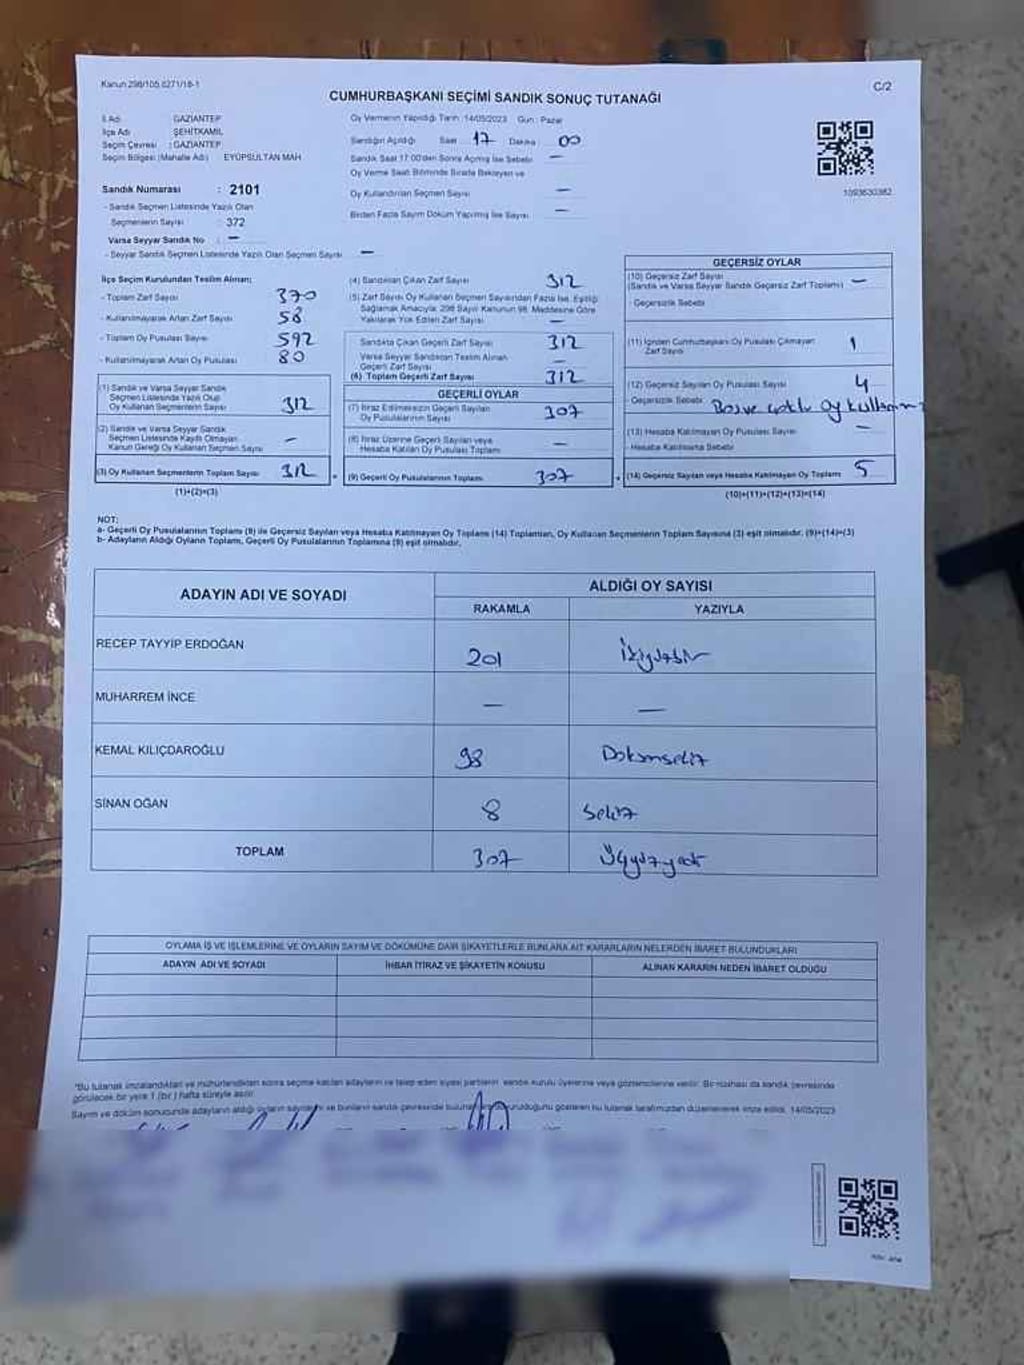 Kanun 298/105,6271/18-1
C/2
CUMHURBAŞKANI SEÇİMİ SANDIK SONUÇ TUTANAĞI
İl Adı GAZİANTEP
İlçe Adı ŞEHİTKAMİL
Seçim Çevresi : GAZİANTEP
Seçim Bölgesi (Mahalle Adı) EYÜPSULTAN MAH
Sandık Numarası : 2101
- Sandık Seçmen Listesinde Yazılı Olan
Seçmenlerin Sayısı : 372
Varsa Seyyar Sandık No : —
- Seyyar Sandık Seçmen Listesinde Yazılı Olan Seçmen Sayısı —
Oy Vermenin Yapıldığı Tarih :14/05/2023 Gün : Pazar
Sandığın Açıldığı Saat 17 Dakika 00
Sandık Saat 17.00'den Sonra Açılmış İse Sebebi —
Oy Verme Saati Bitiminde Sırada Bekleyen ve
Oy Kullandırılan Seçmen Sayısı —
Birden Fazla Sayım Döküm Yapılmış İse Sayısı —
1093630382
İlçe Seçim Kurulundan Teslim Alınan;
- Toplam Zarf Sayısı 370
- Kullanılmayarak Artan Zarf Sayısı 58
- Toplam Oy Pusulası Sayısı 592
- Kullanılmayarak Artan Oy Pusulası 80
(1) Sandık ve Varsa Seyyar Sandık
Seçmen Listesinde Yazılı Olup
Oy Kullanan Seçmenlerin Sayısı 312
(2) Sandık ve Varsa Seyyar Sandık
Seçmen Listesinde Kayıtlı Olmayan
Kanun Gereği Oy Kullanan Seçmen Sayısı —
(3) Oy Kullanan Seçmenlerin Toplam Sayısı 312
(1)+(2)=(3)
(4) Sandıktan Çıkan Zarf Sayısı 312
(5) Zarf Sayısı Oy Kullanan Seçmen Sayısından Fazla İse, Eşitliği
Sağlamak Amacıyla; 298 Sayılı Kanunun 98. Maddesine Göre
Yakılarak Yok Edilen Zarf Sayısı —
Sandıkta Çıkan Geçerli Zarf Sayısı 312
Varsa Seyyar Sandıktan Teslim Alınan
Geçerli Zarf Sayısı —
(6) Toplam Geçerli Zarf Sayısı 312
GEÇERLİ OYLAR
(7) İtiraz Edilmeksizin Geçerli Sayılan
Oy Pusulalarının Sayısı 307
(8) İtiraz Üzerine Geçerli Sayılan veya
Hesaba Katılan Oy Pusulası Toplamı —
(9) Geçerli Oy Pusulalarının Toplamı 307
GEÇERSİZ OYLAR
(10) Geçersiz Zarf Sayısı
(Sandık ve Varsa Seyyar Sandık Geçersiz Zarf Toplamı) —
- Geçersizlik Sebebi
(11) İçinden Cumhurbaşkanı Oy Pusulası Çıkmayan
Zarf Sayısı 1
(12) Geçersiz Sayılan Oy Pusulası Sayısı 4
- Geçersizlik Sebebi Boş ve çoklu oy
(13) Hesaba Katılmayan Oy Pusulası Sayısı —
- Hesaba Katılmama Sebebi
(14) Geçersiz Sayılan veya Hesaba Katılmayan Oy Toplamı 5
(10)+(11)+(12)+(13)=(14)
NOT:
a- Geçerli Oy Pusulalarının Toplamı (9) ile Geçersiz Sayılan veya Hesaba Katılmayan Oy Toplamı (14) Toplamları, Oy Kullanan Seçmenlerin Toplam Sayısına (3) eşit olmalıdır. (9)+(14)=(3)
b- Adayların Aldığı Oyların Toplamı, Geçerli Oy Pusulalarının Toplamına (9) eşit olmalıdır.
ADAYIN ADI VE SOYADI ALDIĞI OY SAYISI
RAKAMLA YAZIYLA
RECEP TAYYİP ERDOĞAN 201 İkiyüzbir
MUHARREM İNCE — —
KEMAL KILIÇDAROĞLU 98 Doksansekiz
SİNAN OĞAN 8 Sekiz
TOPLAM 307 Üçyüzyedi
OYLAMA İŞ VE İŞLEMLERİNE VE OYLARIN SAYIM VE DÖKÜMÜNE DAİR ŞİKAYETLERLE BUNLARA AİT KARARLARIN NELERDEN İBARET BULUNDUKLARI
ADAYIN ADI VE SOYADI İHBAR İTİRAZ VE ŞİKAYETİN KONUSU ALINAN KARARIN NEDEN İBARET OLDUĞU
"Bu tutanak imzalandıktan ve mühürlendikten sonra seçime katılan adayların ve talep eden siyasi partilerin sandık kurulu üyelerine veya gözlemcilerine verilir. Bir nüshası da sandık çevresinde
görülecek bir yere 1 (bir) hafta süreyle asılır.
Sayım ve döküm sonucunda adayların aldığı oyların sayısını ve bunların sandık çevresinde gösteren bu tutanak tarafımızdan düzenlenerek imza edildi. 14/05/2023